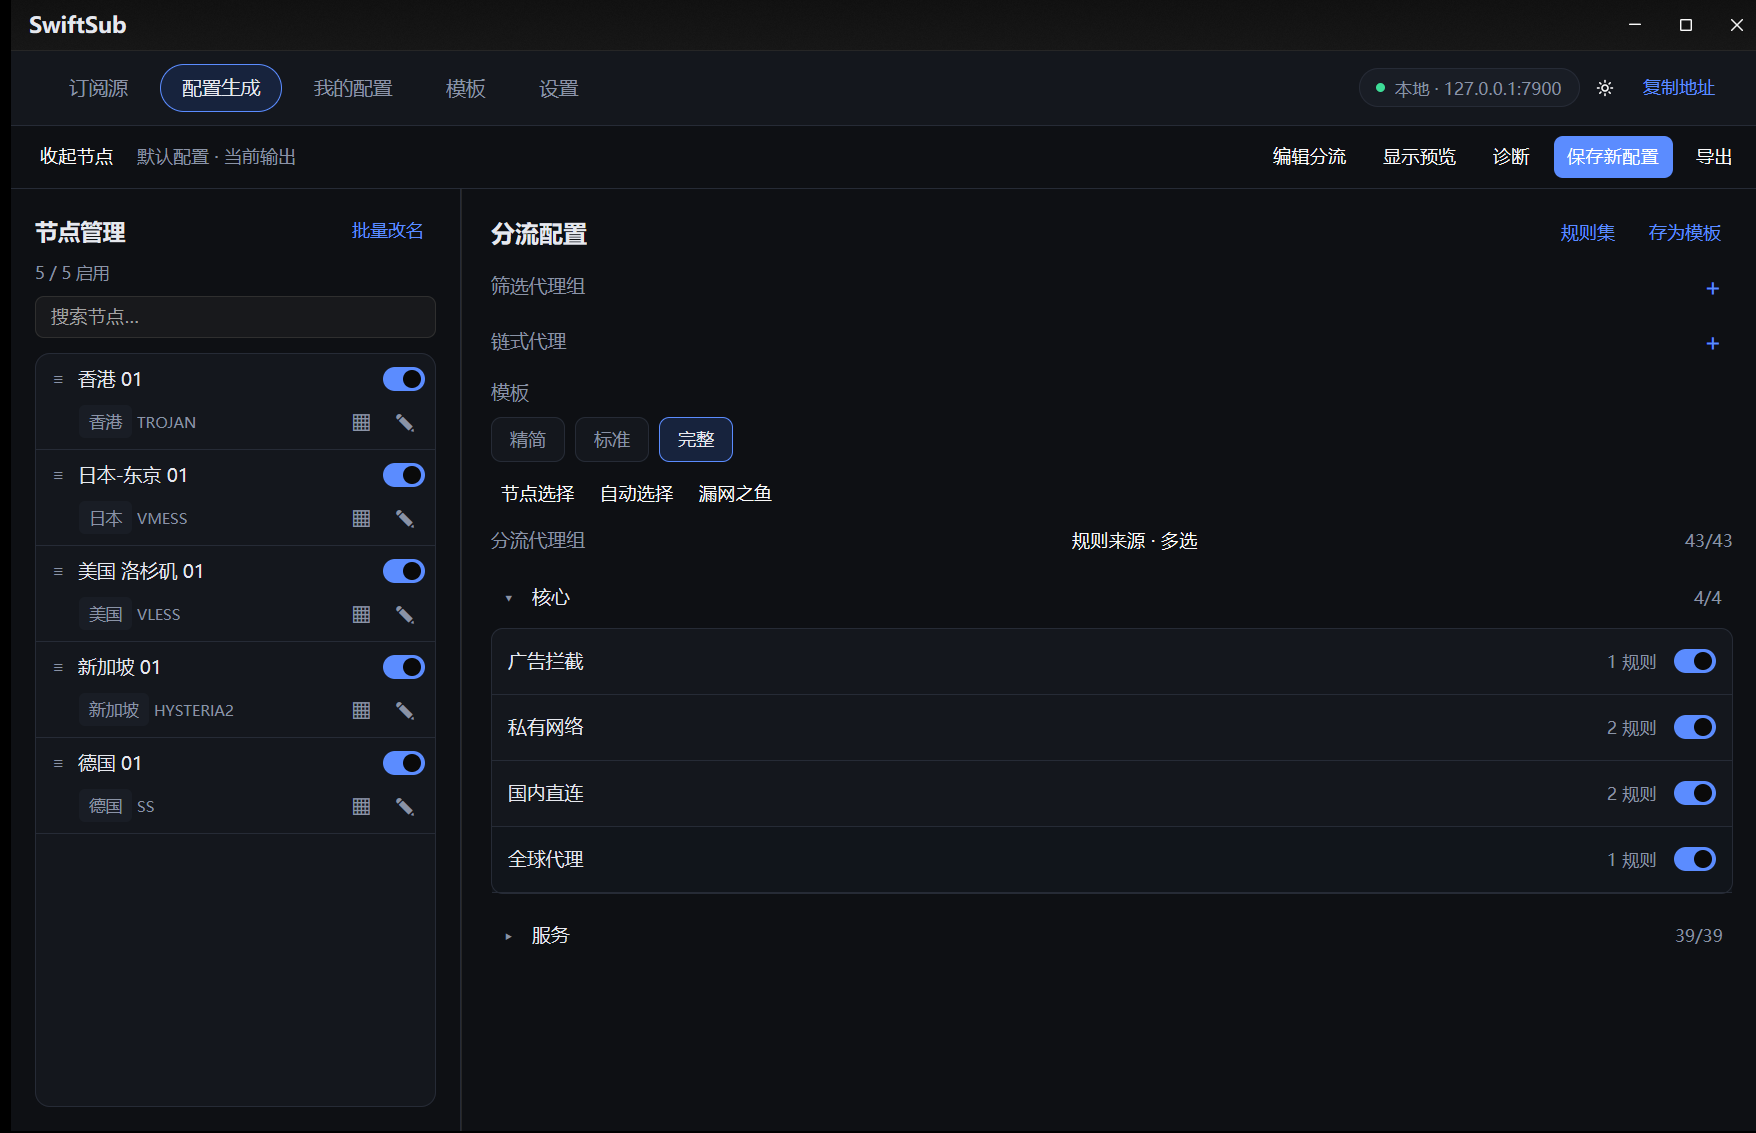 SwiftSub
订阅源 配置生成 我的配置 模板 设置 本地 · 127.0.0.1:7900 复制地址
收起节点 默认配置 · 当前输出 编辑分流 显示预览 诊断 保存新配置 导出
节点管理 批量改名
5 / 5 启用
搜索节点...
香港 01
香港 TROJAN
日本-东京 01
日本 VMESS
美国 洛杉矶 01
美国 VLESS
新加坡 01
新加坡 HYSTERIA2
德国 01
德国 SS
分流配置 规则集 存为模板
筛选代理组 +
链式代理 +
模板
精简 标准 完整
节点选择 自动选择 漏网之鱼
分流代理组 规则来源 · 多选 43/43
核心 4/4
广告拦截 1 规则
私有网络 2 规则
国内直连 2 规则
全球代理 1 规则
服务 39/39